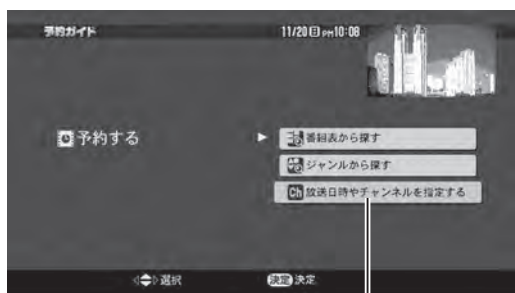 予約ガイド
11/20日 PM10:08
予約する
番組表から探す
ジャンルから探す
Ch 放送日時やチャンネルを指定する
選択
決定 決定